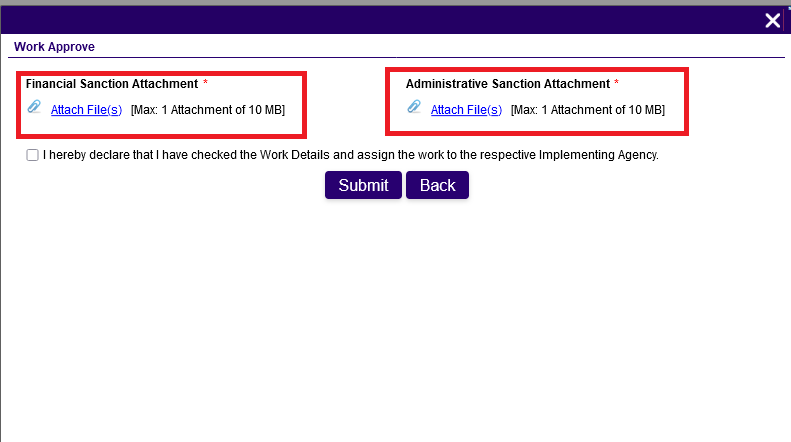 Work Approve
Financial Sanction Attachment *
Attach File(s) [Max: 1 Attachment of 10 MB]
Administrative Sanction Attachment *
Attach File(s) [Max: 1 Attachment of 10 MB]
I hereby declare that I have checked the Work Details and assign the work to the respective Implementing Agency.
Submit Back